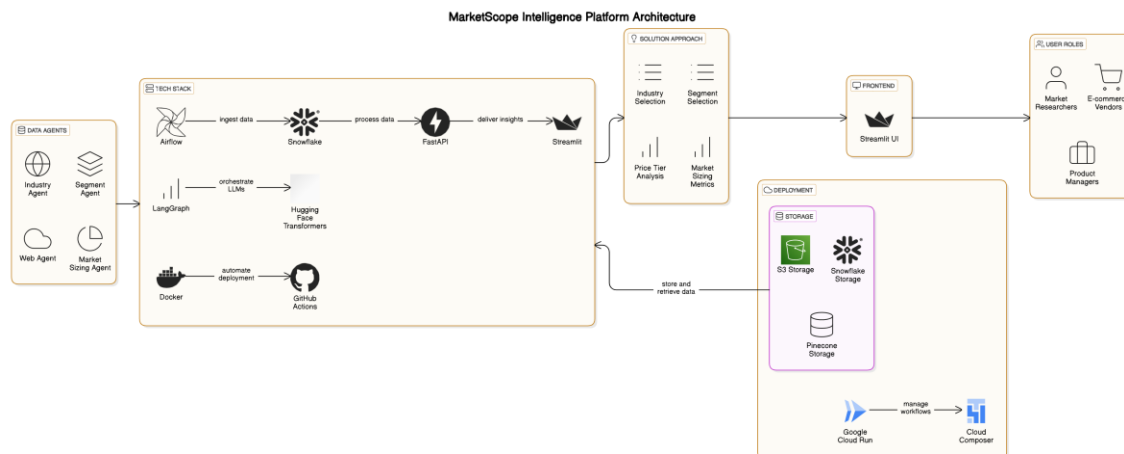 MarketScope Intelligence Platform Architecture
DATA AGENTS
Industry
Agent
Segment
Agent
Web Agent
Market
Sizing Agent
TECH STACK
Airflow
ingest data
Snowflake
process data
FastAPI
deliver insights
Streamlit
LangGraph
orchestrate
LLMs
Hugging
Face
Transformers
Docker
automate
deployment
GitHub
Actions
SOLUTION APPROACH
Industry
Selection
Segment
Selection
Price Tier
Analysis
Market
Sizing
Metrics
FRONTEND
Streamlit UI
USER ROLES
Market
Researchers
E-commerce
Vendors
Product
Managers
DEPLOYMENT
STORAGE
S3 Storage
Snowflake
Storage
Pinecone
Storage
store and
retrieve data
Google
Cloud Run
manage
workflows
Cloud
Composer